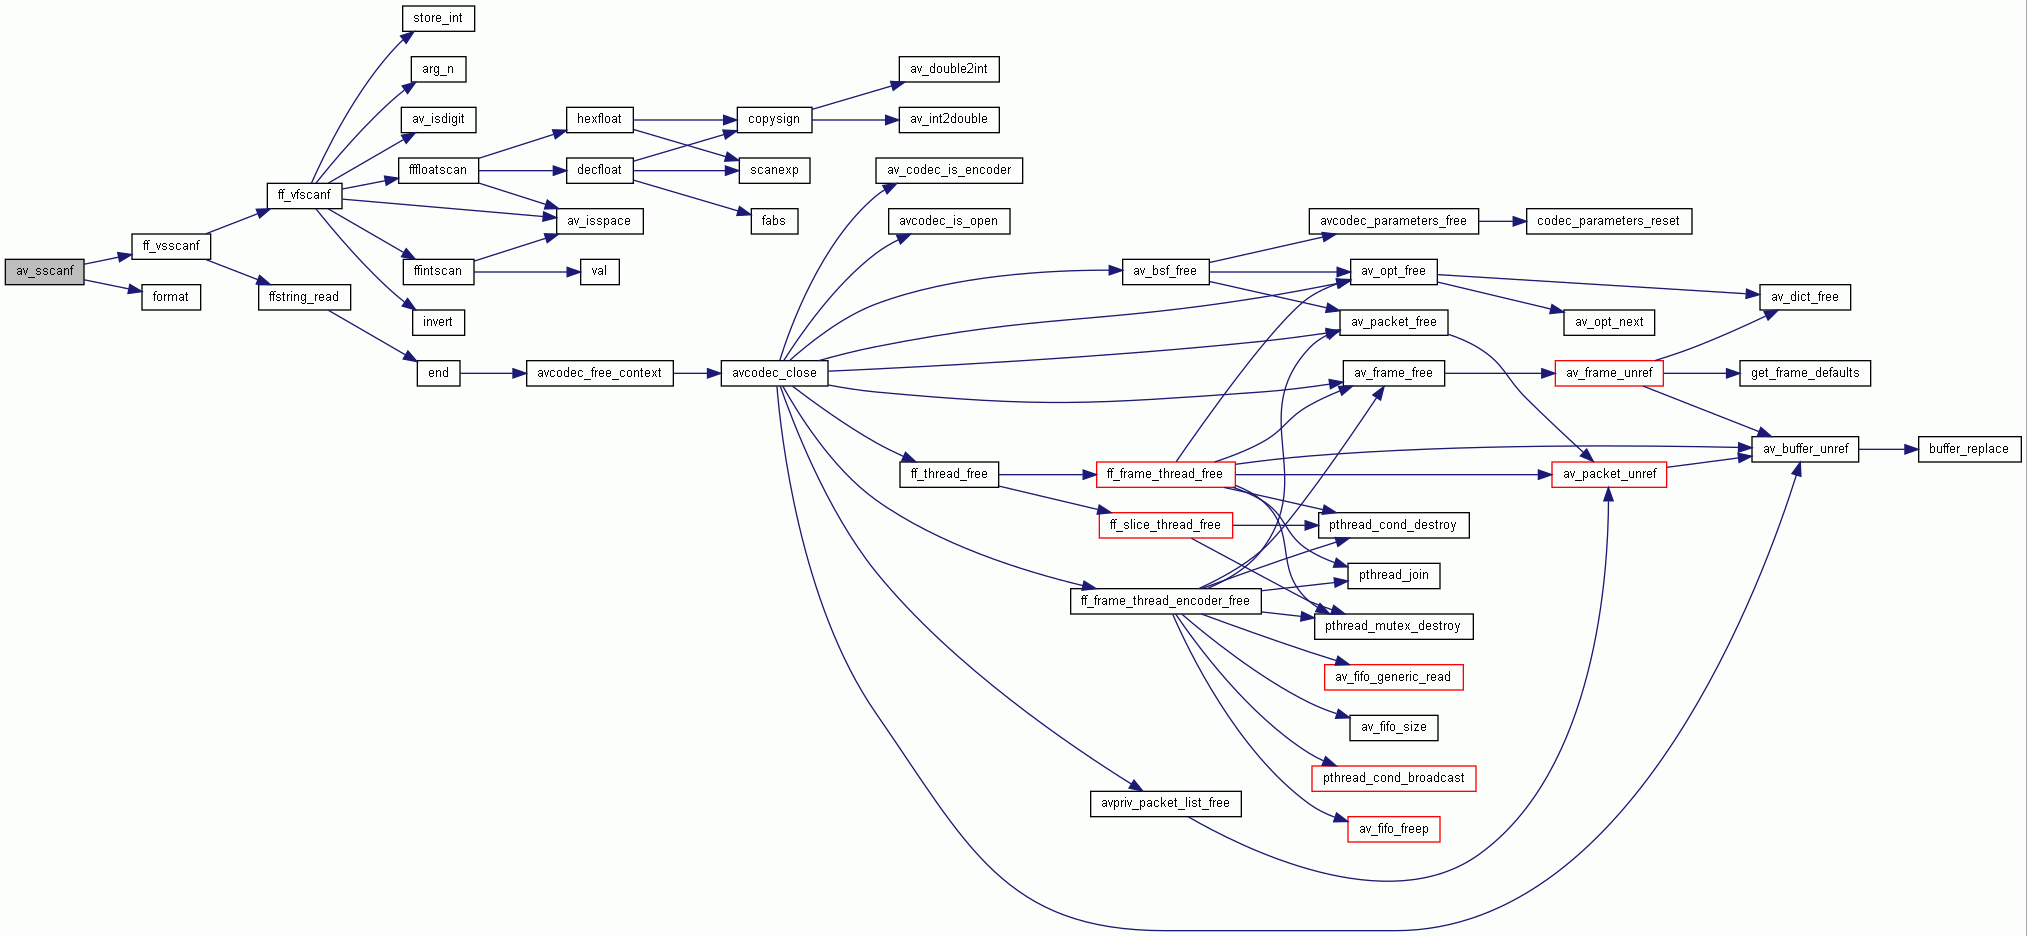 store_int
arg_n
av_double2int
av_isdigit
hexfloat
copysign
av_int2double
fffloatscan
decfloat
scanexp
av_codec_is_encoder
ff_vfscanf
av_isspace
fabs
avcodec_is_open
avcodec_parameters_free
codec_parameters_reset
ff_vsscanf
av_sscanf
ffintscan
val
av_bsf_free
av_opt_free
format
ffstring_read
av_dict_free
invert
av_packet_free
av_opt_next
end
avcodec_free_context
avcodec_close
av_frame_free
av_frame_unref
get_frame_defaults
av_buffer_unref
buffer_replace
ff_thread_free
ff_frame_thread_free
av_packet_unref
ff_slice_thread_free
pthread_cond_destroy
pthread_join
ff_frame_thread_encoder_free
pthread_mutex_destroy
av_fifo_generic_read
av_fifo_size
pthread_cond_broadcast
avpriv_packet_list_free
av_fifo_freep